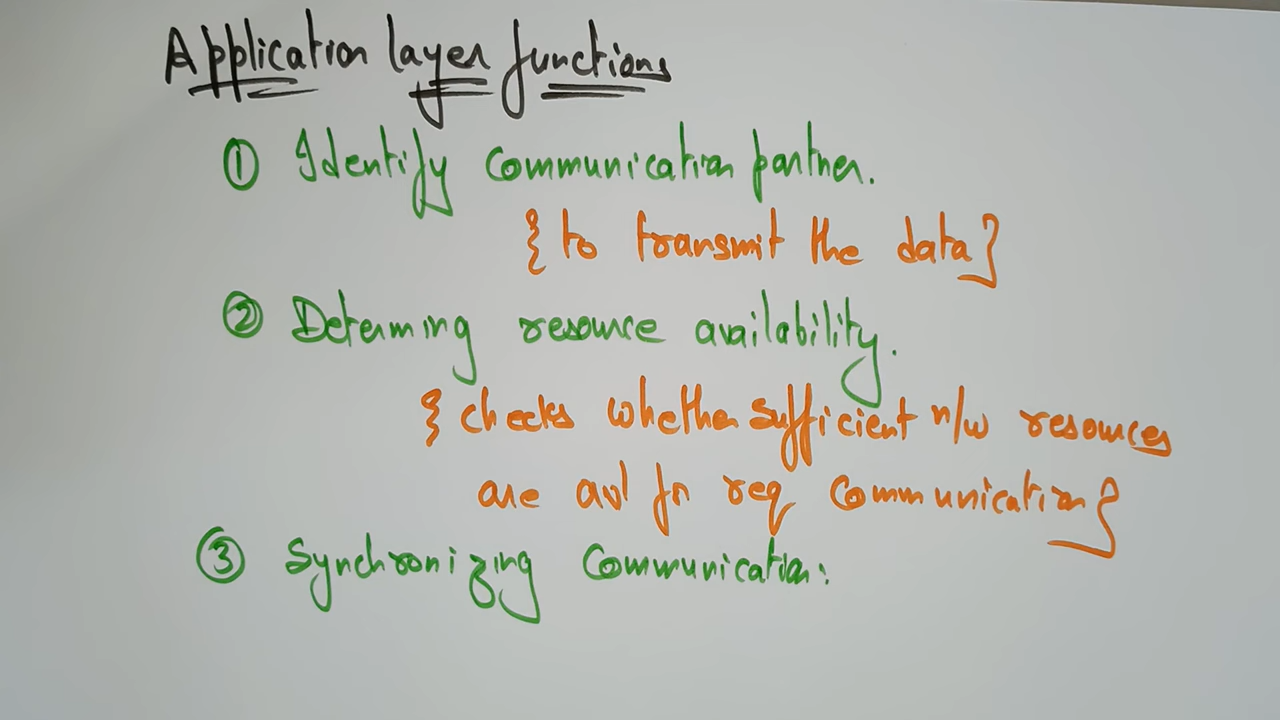 Application layer functions
① Identify Communication partner.
{to transmit the data}
② Determing resource availability.
{checks whether sufficient n/w resources
are avl for req Communication}
③ Synchronizing Communication: